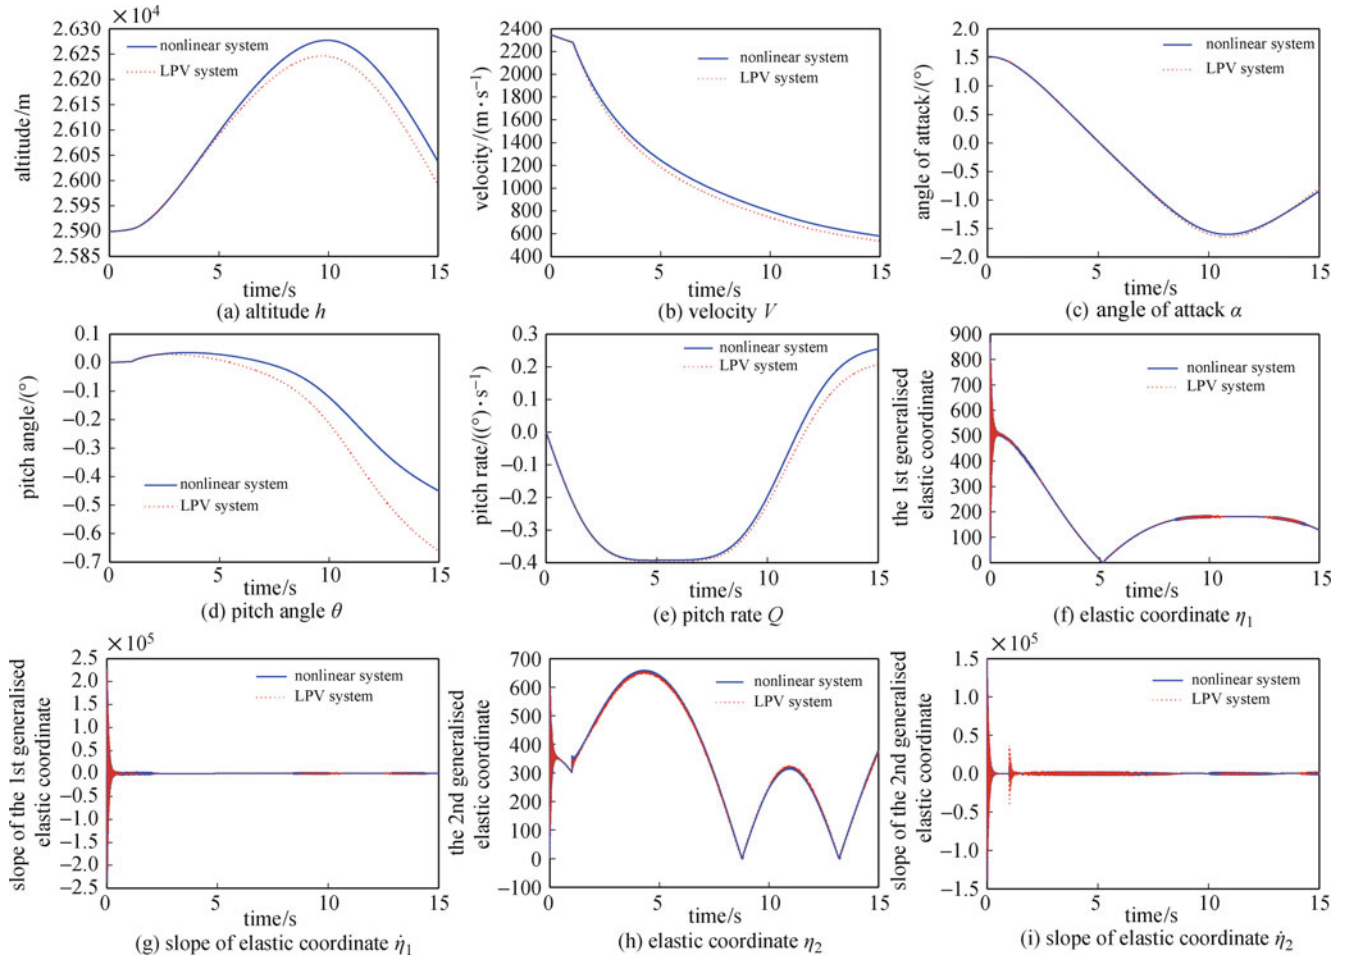 ×10⁴
2.630
2.625
2.620
2.615
2.610
2.605
2.600
2.595
2.590
2.585
altitude/m
nonlinear system
LPV system
0
5
10
15
time/s
(a) altitude h
2400
2200
2000
1800
1600
1400
1200
1000
800
600
400
velocity/(m·s⁻¹)
nonlinear system
LPV system
0
5
10
15
time/s
(b) velocity V
2.0
1.5
1.0
0.5
0.0
−0.5
−1.0
−1.5
2.0
angle of attack/(°)
nonlinear system
LPV system
0
5
10
15
time/s
(c) angle of attack α
0.1
0.0
−0.1
−0.2
−0.3
−0.4
−0.5
−0.6
−0.7
pitch angle/(°)
nonlinear system
LPV system
0
5
10
15
time/s
(d) pitch angle θ
0.3
0.2
0.1
0.0
−0.1
−0.2
−0.3
−0.4
pitch rate/((°)·s⁻¹)
nonlinear system
LPV system
0
5
10
15
time/s
(e) pitch rate Q
900
800
700
600
500
400
300
200
100
0
the 1st generalised
elastic coordinate
nonlinear system
LPV system
0
5
10
15
time/s
(f) elastic coordinate η₁
×10⁵
2.5
2.0
1.5
1.0
0.5
0.0
−0.5
−1.0
−1.5
−2.0
−2.5
slope of the 1st generalised
elastic coordinate
nonlinear system
LPV system
0
5
10
15
time/s
(g) slope of elastic coordinate η̇₁
700
600
500
400
300
200
100
0
−100
the 2nd generalised
elastic coordinate
nonlinear system
LPV system
0
5
10
15
time/s
(h) elastic coordinate η₂
×10⁵
1.5
1.0
0.5
0.0
−0.5
−1.0
−1.5
slope of the 2nd generalised
elastic coordinate
nonlinear system
LPV system
0
5
10
15
time/s
(i) slope of elastic coordinate η̇₂